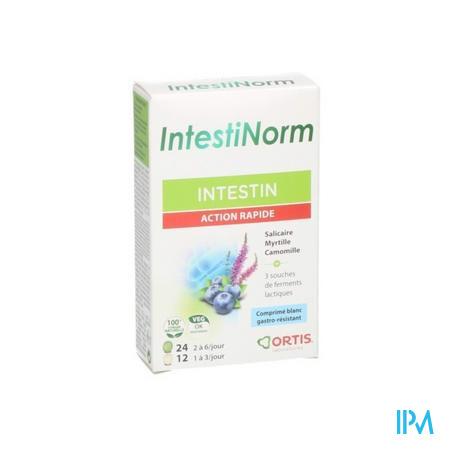 IntestiNorm
INTESTIN
ACTION RAPIDE
Salicaire
Myrtille
Camomille
+
3 souches
de ferments
lactiques
Comprimé blanc
gastro-résistant
100%
VEG
OK
24 2 à 6/jour
12 1 à 3/jour
ORTIS
IPM